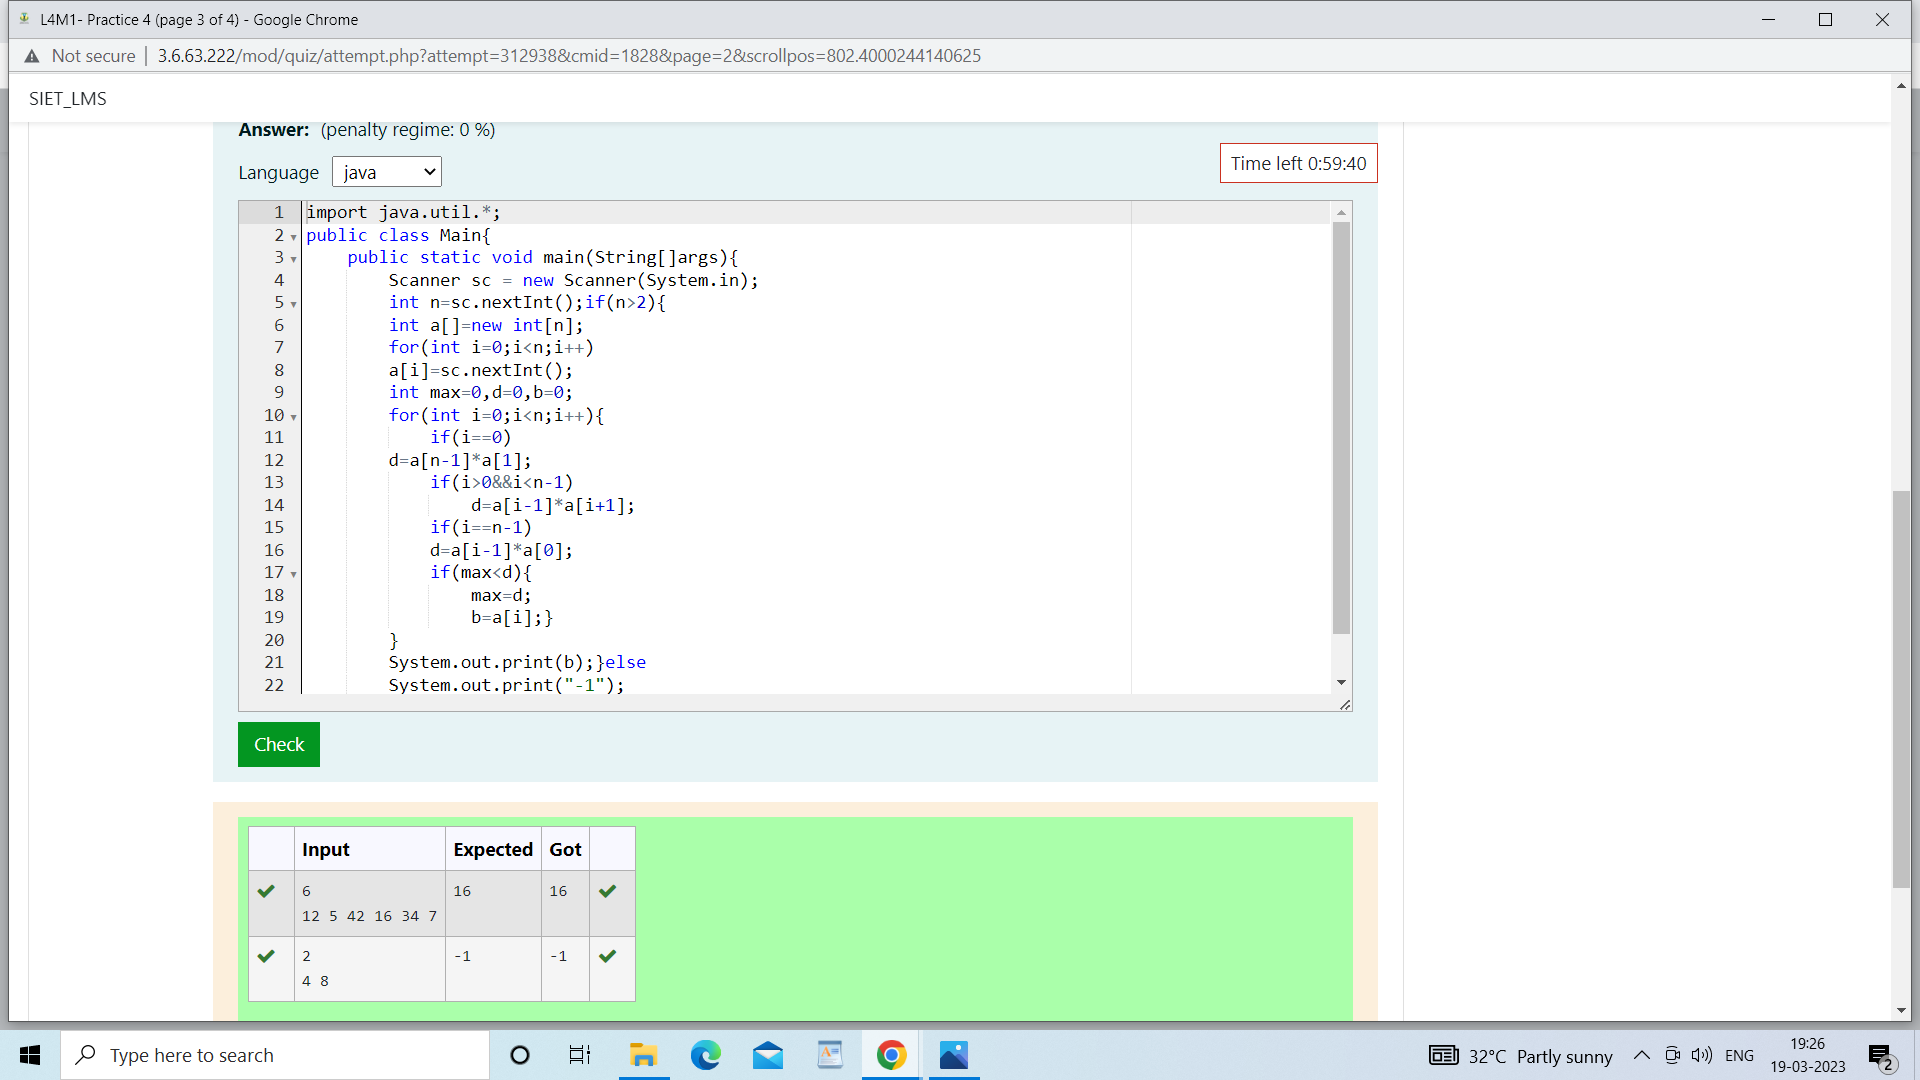 L4M1- Practice 4 (page 3 of 4) - Google Chrome
Not secure | 3.6.63.222/mod/quiz/attempt.php?attempt=312938&cmid=1828&page=2&scrollpos=802.4000244140625
SIET_LMS
Answer: (penalty regime: 0 %)
Time left 0:59:40
Language java
1 import java.util.*;
2 public class Main{
3     public static void main(String[]args){
4         Scanner sc = new Scanner(System.in);
5         int n=sc.nextInt();if(n>2){
6         int a[]=new int[n];
7         for(int i=0;i<n;i++)
8         a[i]=sc.nextInt();
9         int max=0,d=0,b=0;
10         for(int i=0;i<n;i++){
11             if(i==0)
12         d=a[n-1]*a[1];
13             if(i>0&&i<n-1)
14                 d=a[i-1]*a[i+1];
15             if(i==n-1)
16             d=a[i-1]*a[0];
17             if(max<d){
18                 max=d;
19                 b=a[i];}
20         }
21         System.out.print(b);}else
22         System.out.print("-1");
Check
Input Expected Got
6 16 16
12 5 42 16 34 7
2 -1 -1
4 8
Type here to search
32°C Partly sunny
ENG
19:26
19-03-2023
2